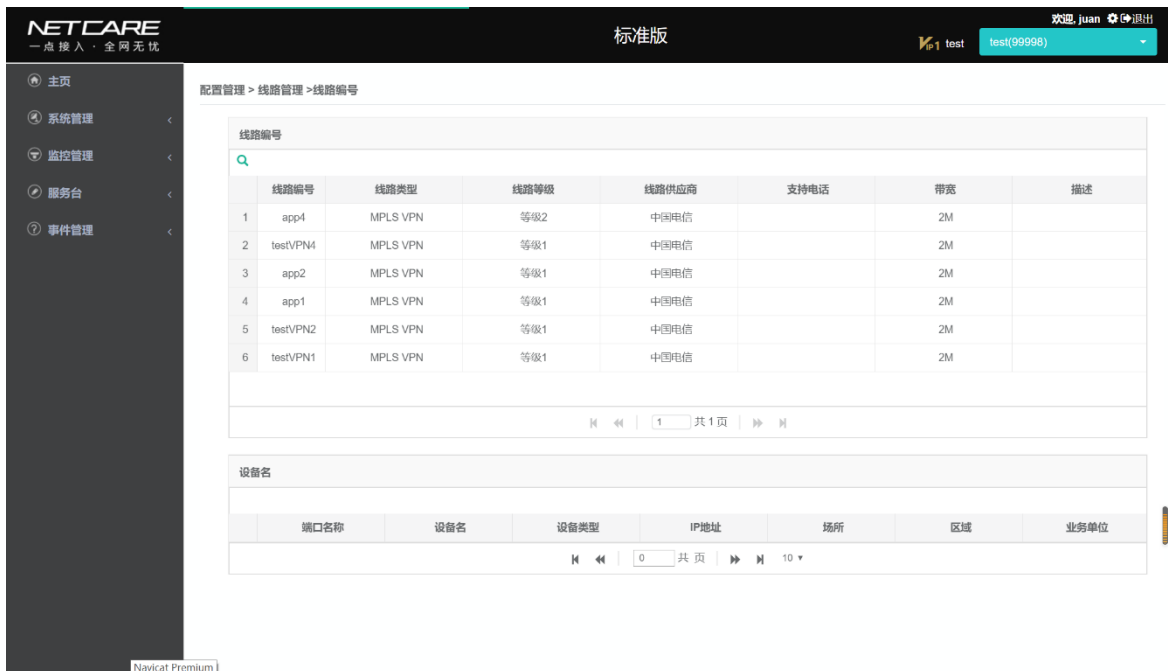 NETCARE
一点接入 · 全网无忧
标准版
欢迎, juan 退出
VIP1 test test(99998)
主页
系统管理
监控管理
服务台
事件管理
配置管理 > 线路管理 >线路编号
线路编号
线路编号 线路类型 线路等级 线路供应商 支持电话 带宽 描述
1 app4 MPLS VPN 等级2 中国电信 2M
2 testVPN4 MPLS VPN 等级1 中国电信 2M
3 app2 MPLS VPN 等级1 中国电信 2M
4 app1 MPLS VPN 等级1 中国电信 2M
5 testVPN2 MPLS VPN 等级1 中国电信 2M
6 testVPN1 MPLS VPN 等级1 中国电信 2M
1 共 1 页
设备名
端口名称 设备名 设备类型 IP地址 场所 区域 业务单位
0 共 页 10
Navicat Premium